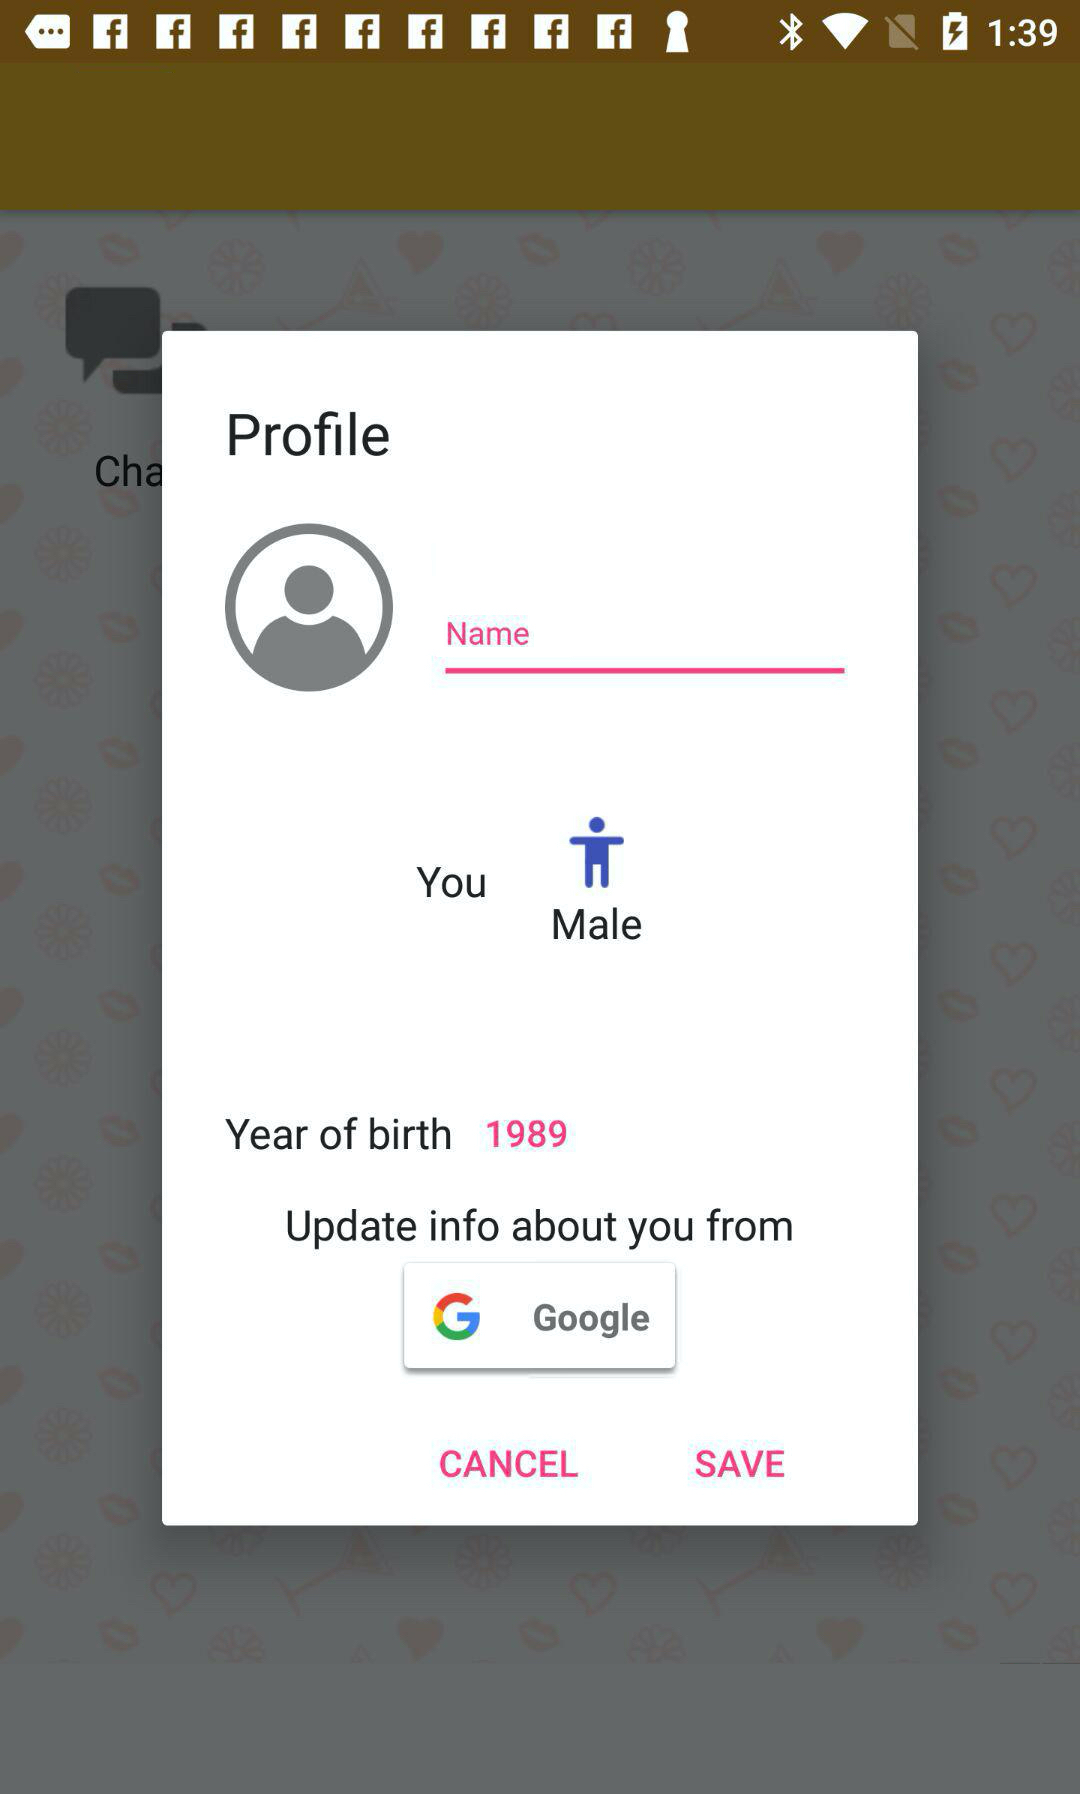 1:39
Cha
Profile
Name
You
Male
Year of birth 1989
Update info about you from
Google
CANCEL SAVE